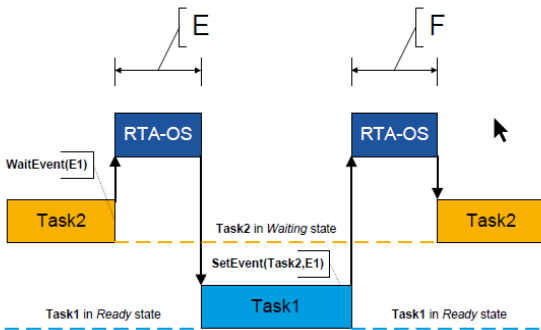 E
F
RTA-OS
RTA-OS
WaitEvent(E1)
Task2
Task2
Task2 in Waiting state
SetEvent(Task2,E1)
Task1
Task1 in Ready state
Task1 in Ready state